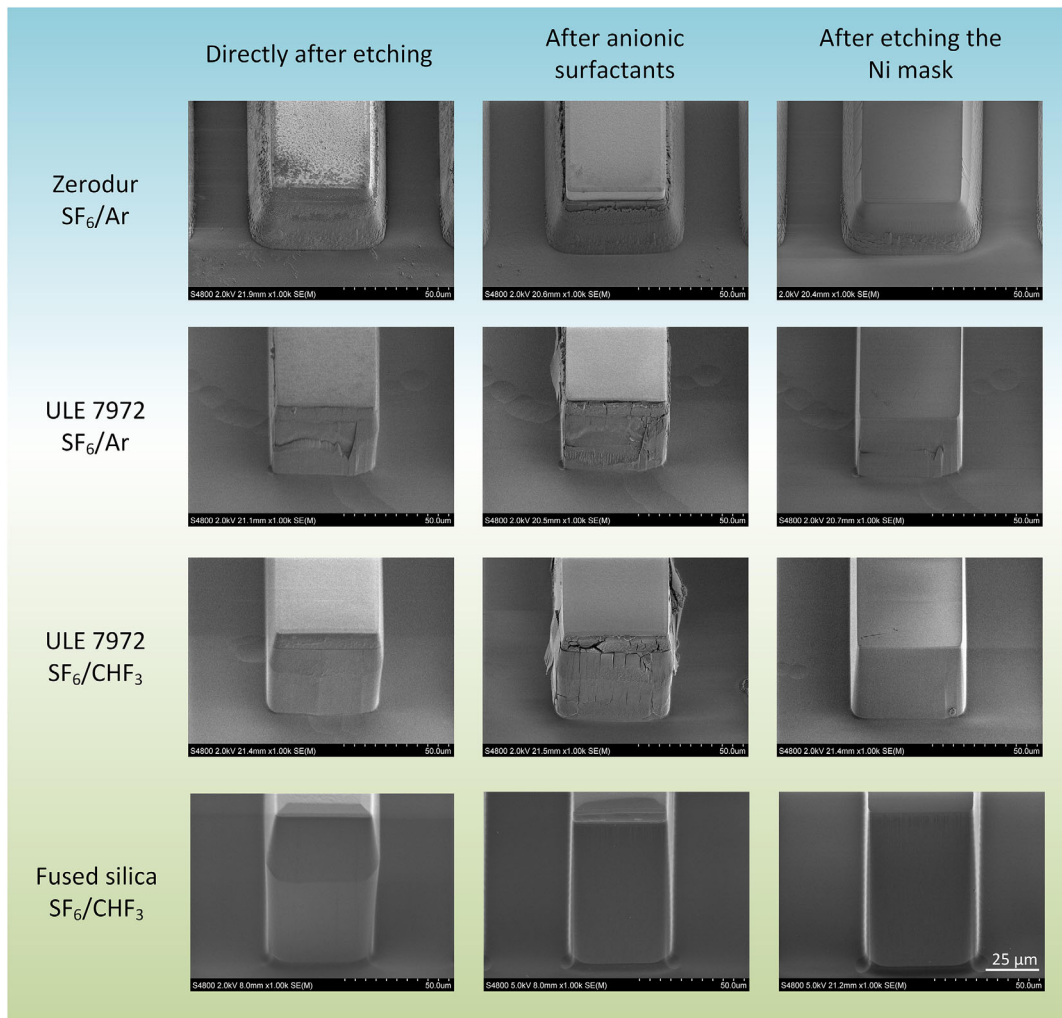 Directly after etching
After anionic
surfactants
After etching the
Ni mask
Zerodur
SF₆/Ar
S4800 2.0kV 21.9mm x1.00k SE(M) 50.0um
S4800 2.0kV 20.6mm x1.00k SE(M) 50.0um
2.0kV 20.4mm x1.00k SE(M) 50.0um
ULE 7972
SF₆/Ar
S4800 2.0kV 21.1mm x1.00k SE(M) 50.0um
S4800 2.0kV 20.5mm x1.00k SE(M) 50.0um
S4800 2.0kV 20.7mm x1.00k SE(M) 50.0um
ULE 7972
SF₆/CHF₃
S4800 2.0kV 21.4mm x1.00k SE(M) 50.0um
S4800 2.0kV 21.5mm x1.00k SE(M) 50.0um
S4800 2.0kV 21.4mm x1.00k SE(M) 50.0um
Fused silica
SF₆/CHF₃
25 μm
S4800 2.0kV 8.0mm x1.00k SE(M) 50.0um
S4800 5.0kV 8.0mm x1.00k SE(M) 50.0um
S4800 5.0kV 21.2mm x1.00k SE(M) 50.0um